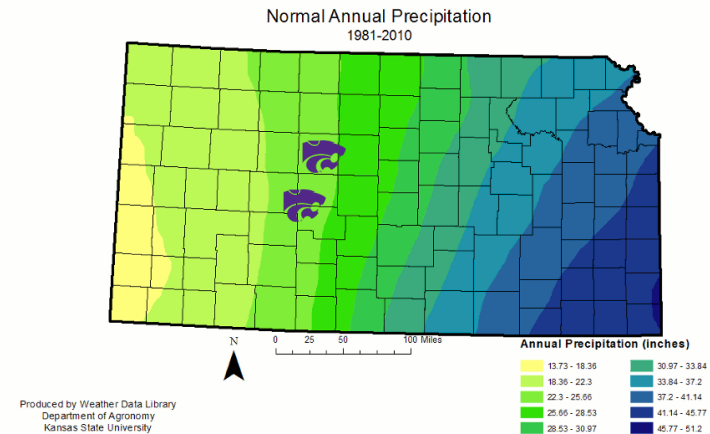 Normal Annual Precipitation
1981-2010
N
0 25 50 100 Miles
Annual Precipitation (inches)
13.73 - 18.36
18.36 - 22.3
22.3 - 25.66
25.66 - 28.53
28.53 - 30.97
30.97 - 33.84
33.84 - 37.2
37.2 - 41.14
41.14 - 45.77
45.77 - 51.2
Produced by Weather Data Library
Department of Agronomy
Kansas State University